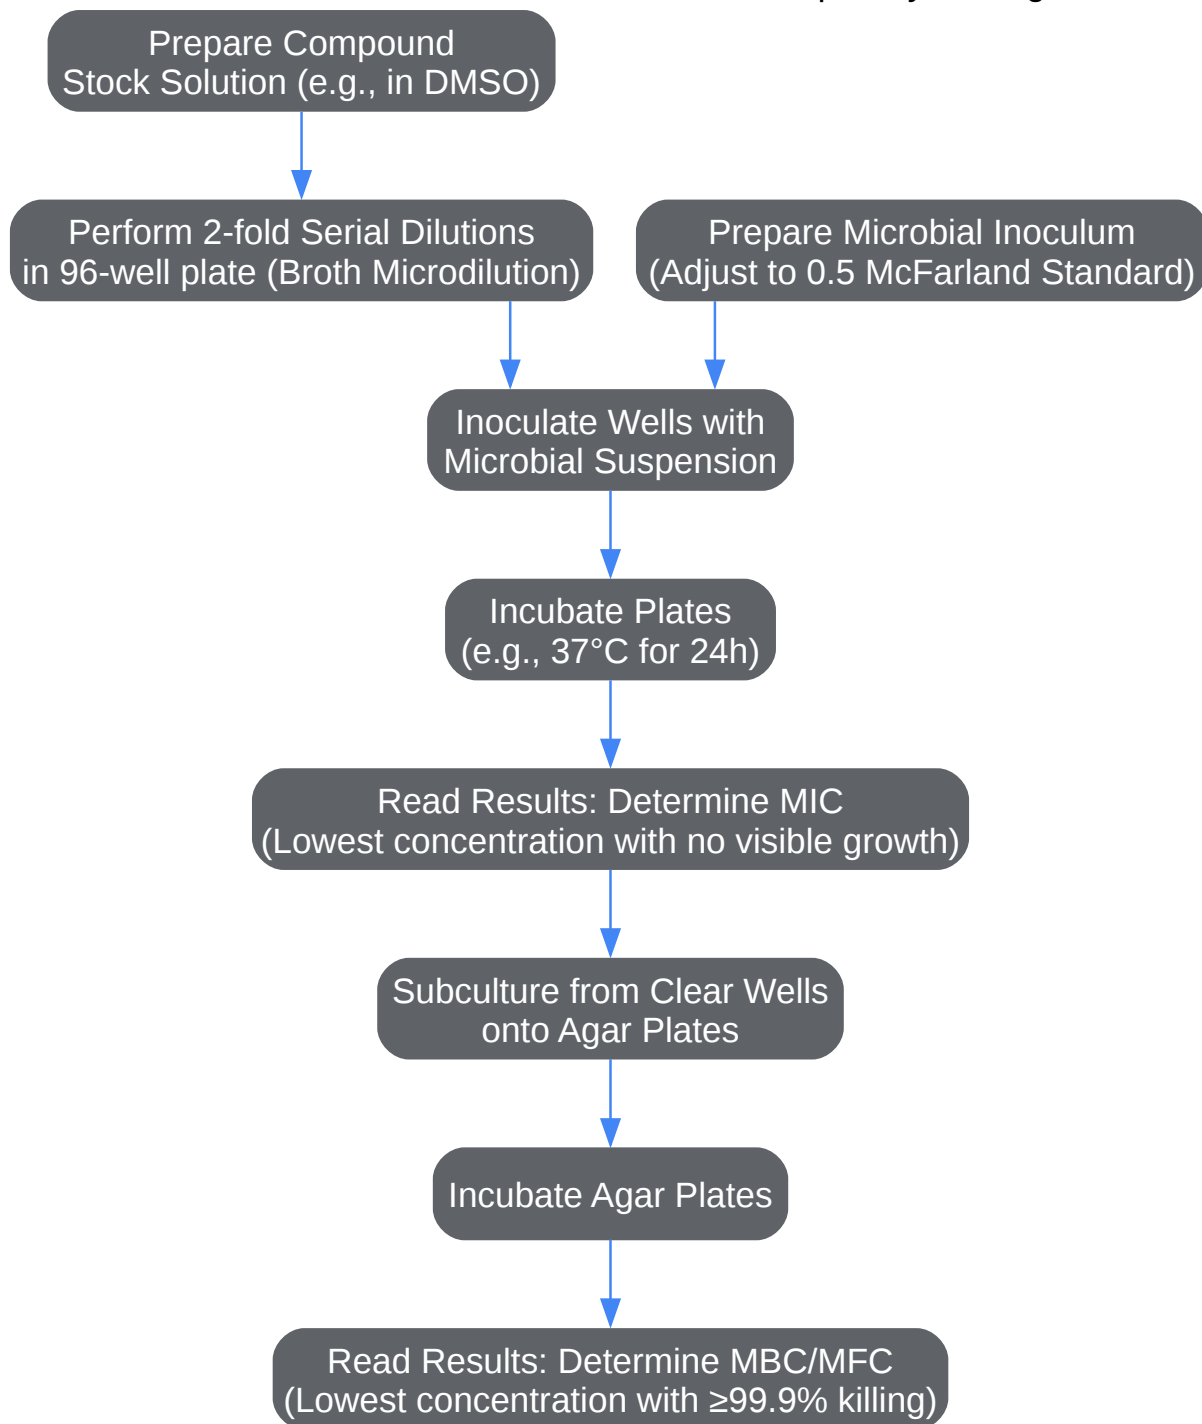 Prepare Compound
Stock Solution (e.g., in DMSO)
Perform 2-fold Serial Dilutions
in 96-well plate (Broth Microdilution)
Prepare Microbial Inoculum
(Adjust to 0.5 McFarland Standard)
Inoculate Wells with
Microbial Suspension
Incubate Plates
(e.g., 37°C for 24h)
Read Results: Determine MIC
(Lowest concentration with no visible growth)
Subculture from Clear Wells
onto Agar Plates
Incubate Agar Plates
Read Results: Determine MBC/MFC
(Lowest concentration with ≥99.9% killing)